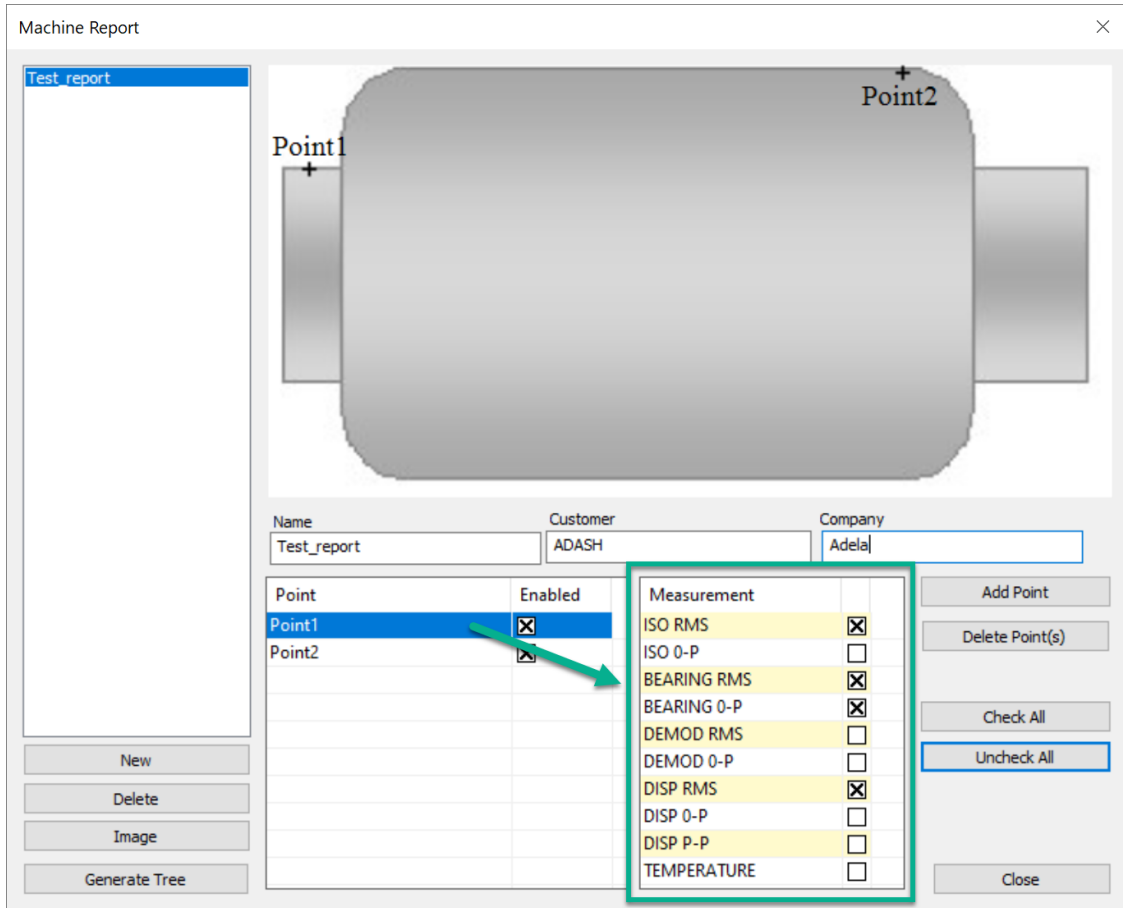 Machine Report
Test_report
Point2
Point1
Name Customer Company
Test_report ADASH Adela
Point Enabled Measurement Add Point
Point1 ISO RMS
Point2 ISO 0-P Delete Point(s)
BEARING RMS
BEARING 0-P Check All
DEMOD RMS
New DEMOD 0-P Uncheck All
Delete DISP RMS
DISP 0-P
Image DISP P-P
Generate Tree TEMPERATURE Close